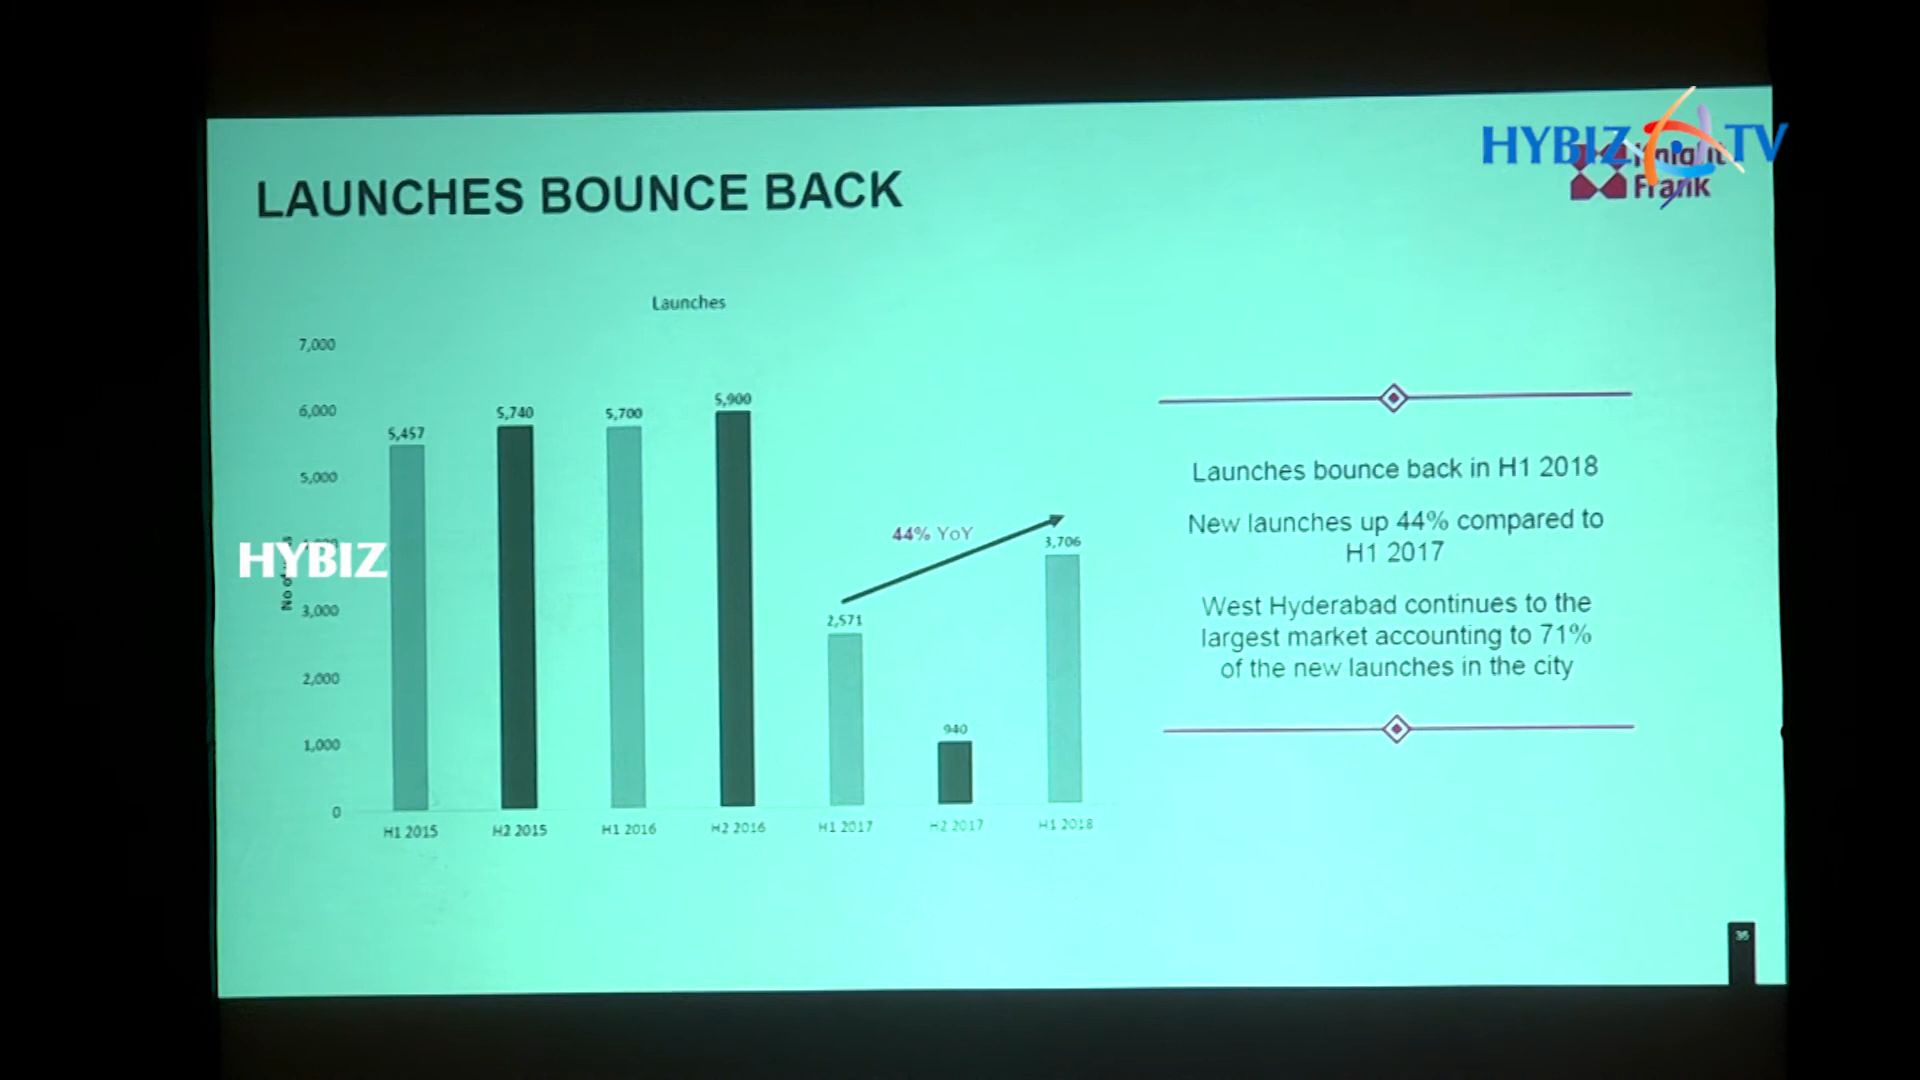 HYBIZ TV
Knight
Frank
LAUNCHES BOUNCE BACK
Launches
7,000
6,000
5,000
3,000
2,000
1,000
0
No of
HYBIZ
5,457
5,740
5,700
5,900
2,571
940
3,706
44% YoY
H1 2015
H2 2015
H1 2016
H2 2016
H1 2017
H2 2017
H1 2018
Launches bounce back in H1 2018
New launches up 44% compared to
H1 2017
West Hyderabad continues to the
largest market accounting to 71%
of the new launches in the city
36